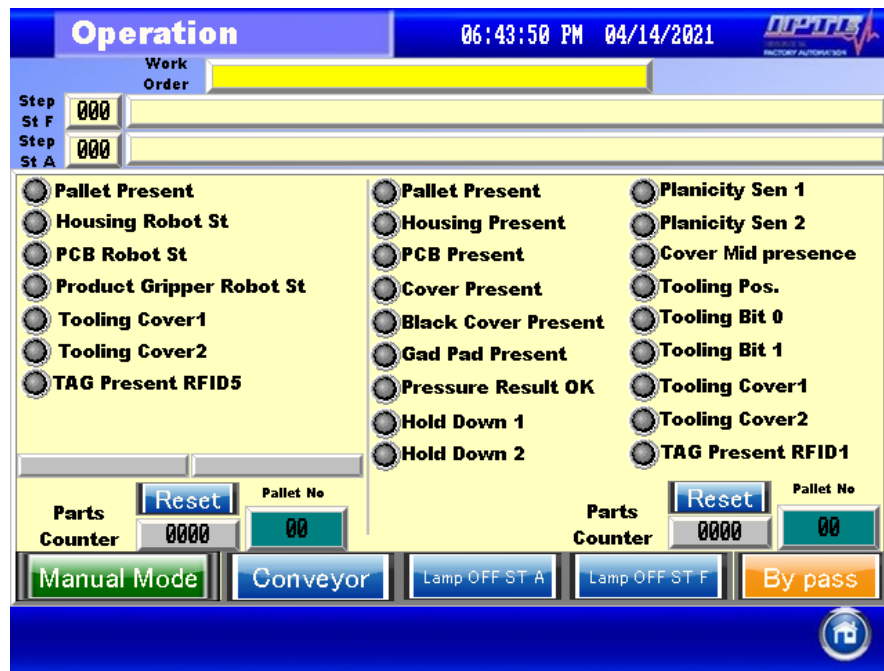 Operation
06:43:50 PM 04/14/2021
FACTORY AUTOMATION
Work
Order
Step
St F
000
Step
St A
000
Pallet Present
Housing Robot St
PCB Robot St
Product Gripper Robot St
Tooling Cover1
Tooling Cover2
TAG Present RFID5
Pallet Present
Housing Present
PCB Present
Cover Present
Black Cover Present
Gad Pad Present
Pressure Result OK
Hold Down 1
Hold Down 2
Planicity Sen 1
Planicity Sen 2
Cover Mid presence
Tooling Pos.
Tooling Bit 0
Tooling Bit 1
Tooling Cover1
Tooling Cover2
TAG Present RFID1
Parts
Counter
Reset
0000
Pallet No
00
Parts
Counter
Reset
0000
Pallet No
00
Manual Mode
Conveyor
Lamp OFF ST A
Lamp OFF ST F
By pass